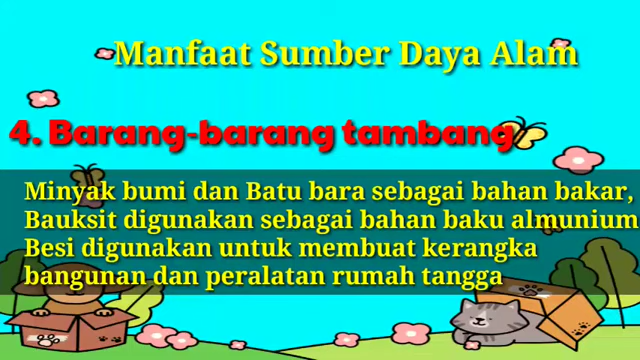 Manfaat Sumber Daya Alam
4. Barang-barang tambang
Minyak bumi dan Batu bara sebagai bahan bakar,
Bauksit digunakan sebagai bahan baku almunium
Besi digunakan untuk membuat kerangka
bangunan dan peralatan rumah tangga